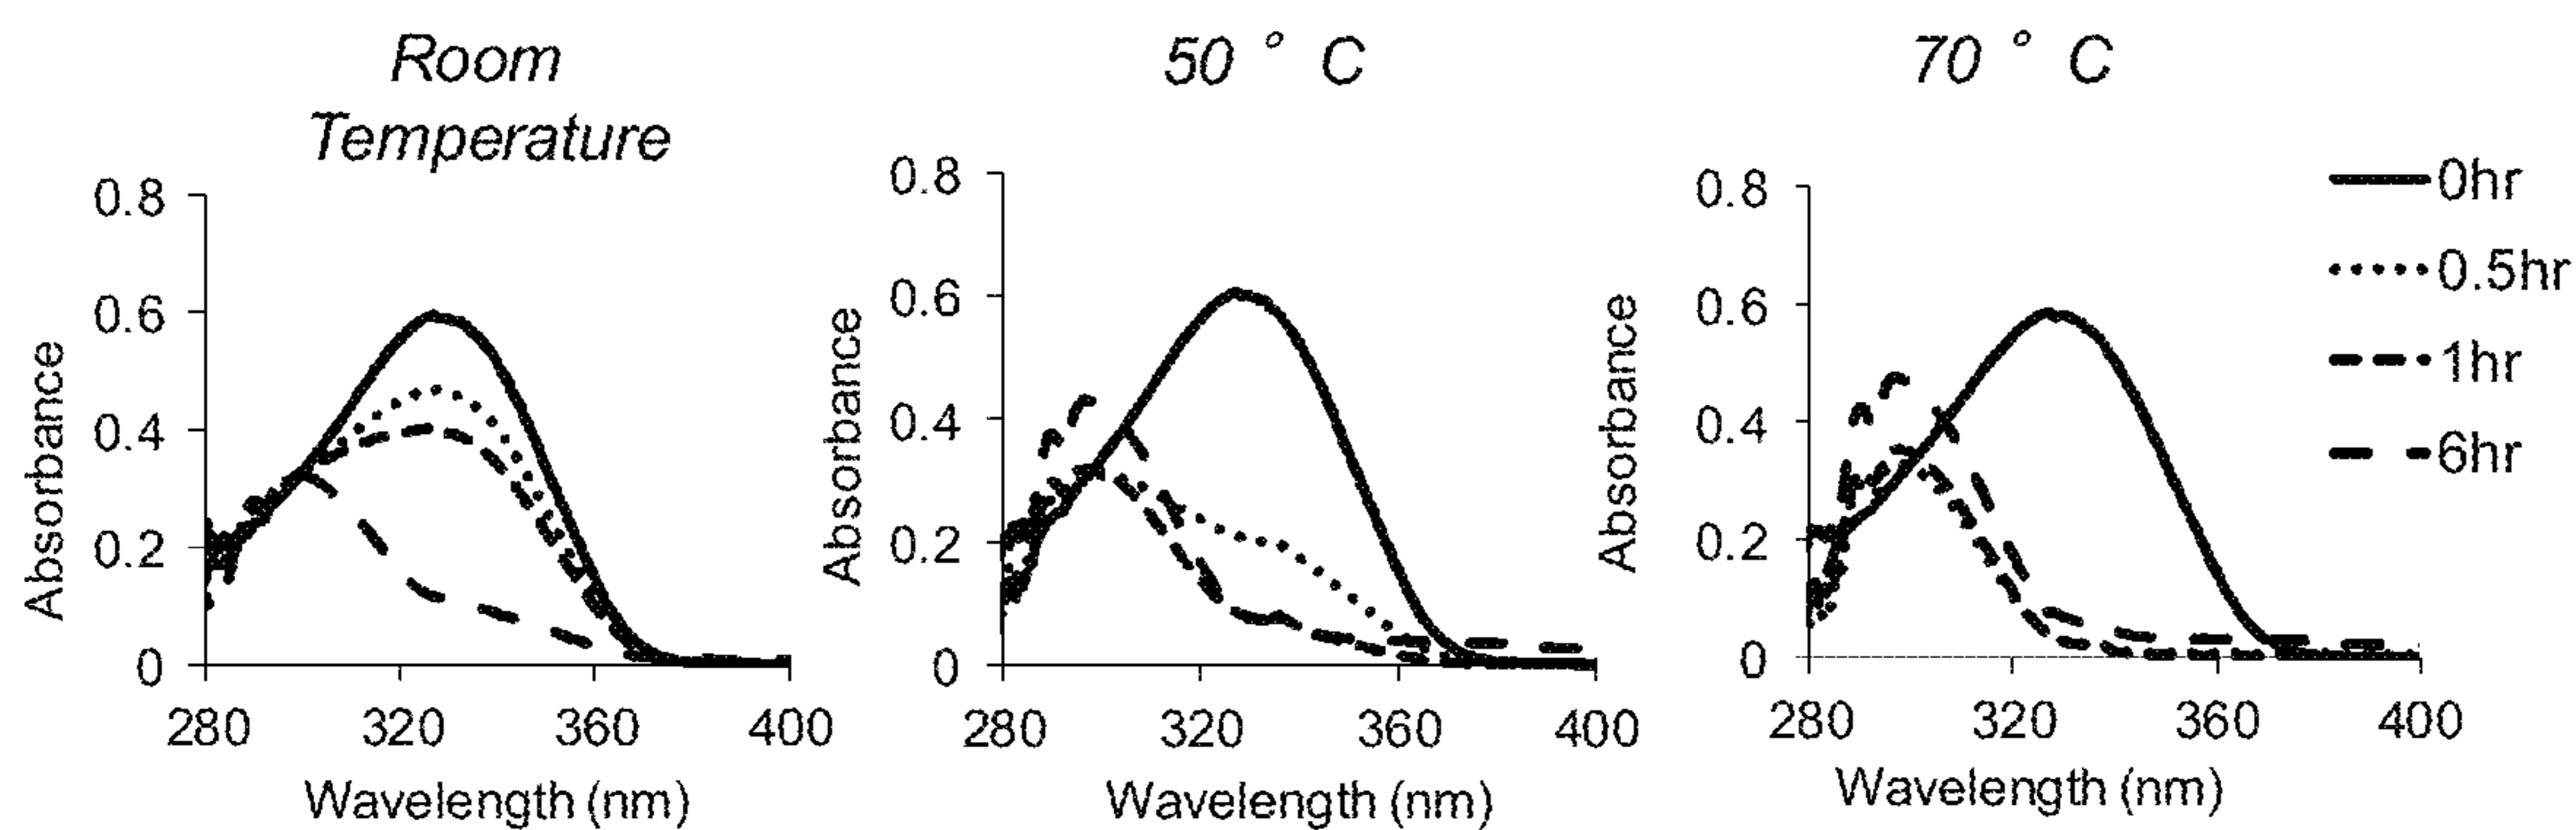 Room
Temperature
0.8
0.6
0.4
0.2
0
Absorbance
280 320 360 400
Wavelength (nm)
50 ° C
0.8
0.6
0.4
0.2
0
Absorbance
280 320 360 400
Wavelength (nm)
70 ° C
0.8
0.6
0.4
0.2
0
Absorbance
280 320 360 400
Wavelength (nm)
0hr
0.5hr
1hr
6hr